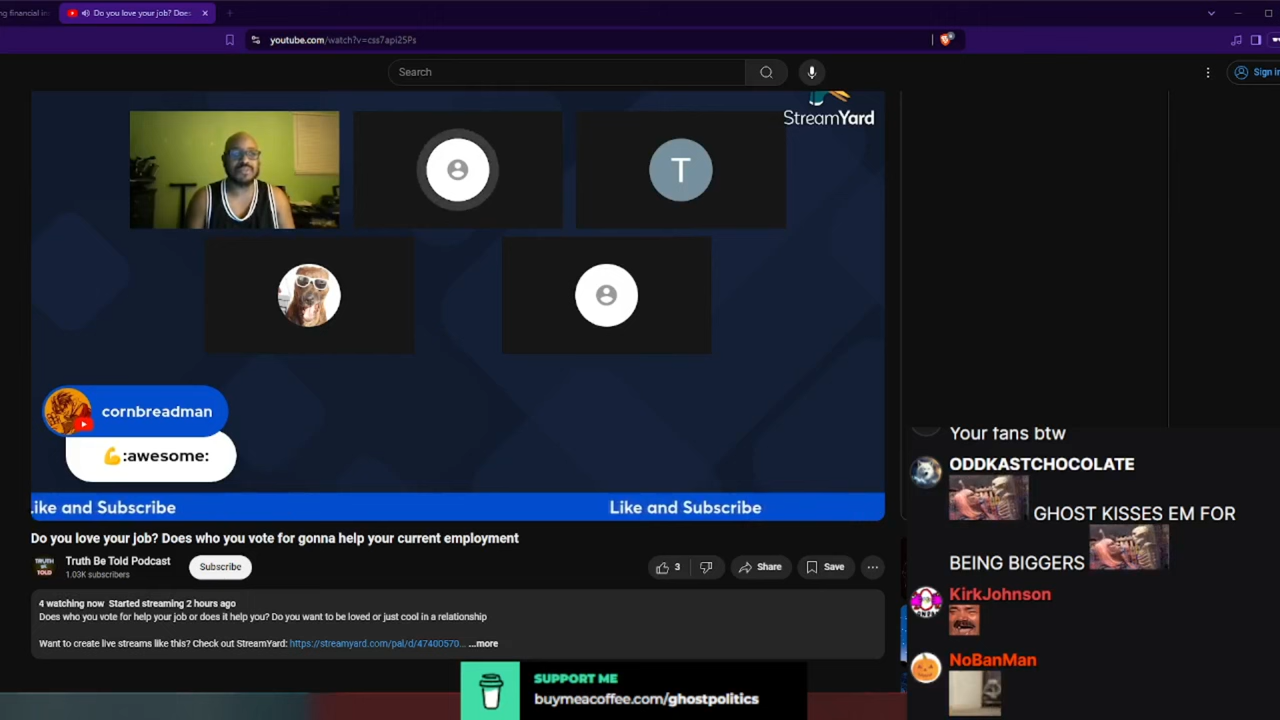 ng financial in
Do you love your job? Does
youtube.com/watch?v=css7api25Ps
Search
Sign in
StreamYard
T
cornbreadman
💪:awesome:
Like and Subscribe
Like and Subscribe
Do you love your job? Does who you vote for gonna help your current employment
Truth Be Told Podcast
1.03K subscribers
Subscribe
3
Share
Save
4 watching now Started streaming 2 hours ago
Does who you vote for help your job or does it help you? Do you want to be loved or just cool in a relationship
Want to create live streams like this? Check out StreamYard: https://streamyard.com/pal/d/47400570... ...more
SUPPORT ME
buymeacoffee.com/ghostpolitics
Your fans btw
ODDKASTCHOCOLATE
GHOST KISSES EM FOR
BEING BIGGERS
KirkJohnson
NoBanMan